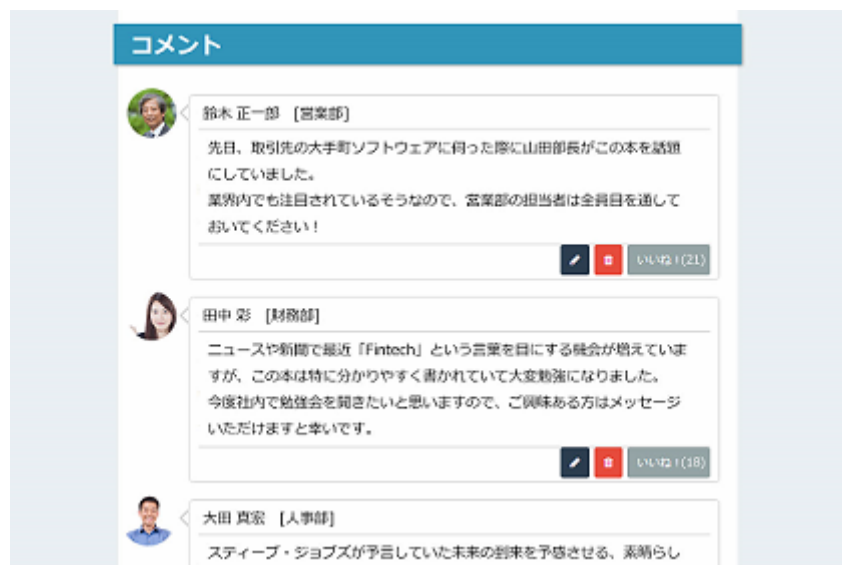 コメント
鈴木 正一郎 [営業部]
先日、取引先の大手町ソフトウェアに伺った際に山田部長がこの本を話題
にしていました。
業界内でも注目されているそうなので、営業部の担当者は全員目を通して
おいてください！
いいね！(21)
田中 彩 [財務部]
ニュースや新聞で最近「Fintech」という言葉を目にする機会が増えていま
すが、この本は特に分かりやすく書かれていて大変勉強になりました。
今度社内で勉強会を開きたいと思いますので、ご興味ある方はメッセージ
いただけますと幸いです。
いいね！(18)
大田 真宏 [人事部]
スティーブ・ジョブズが予言していた未来の到来を予感させる、素晴らし